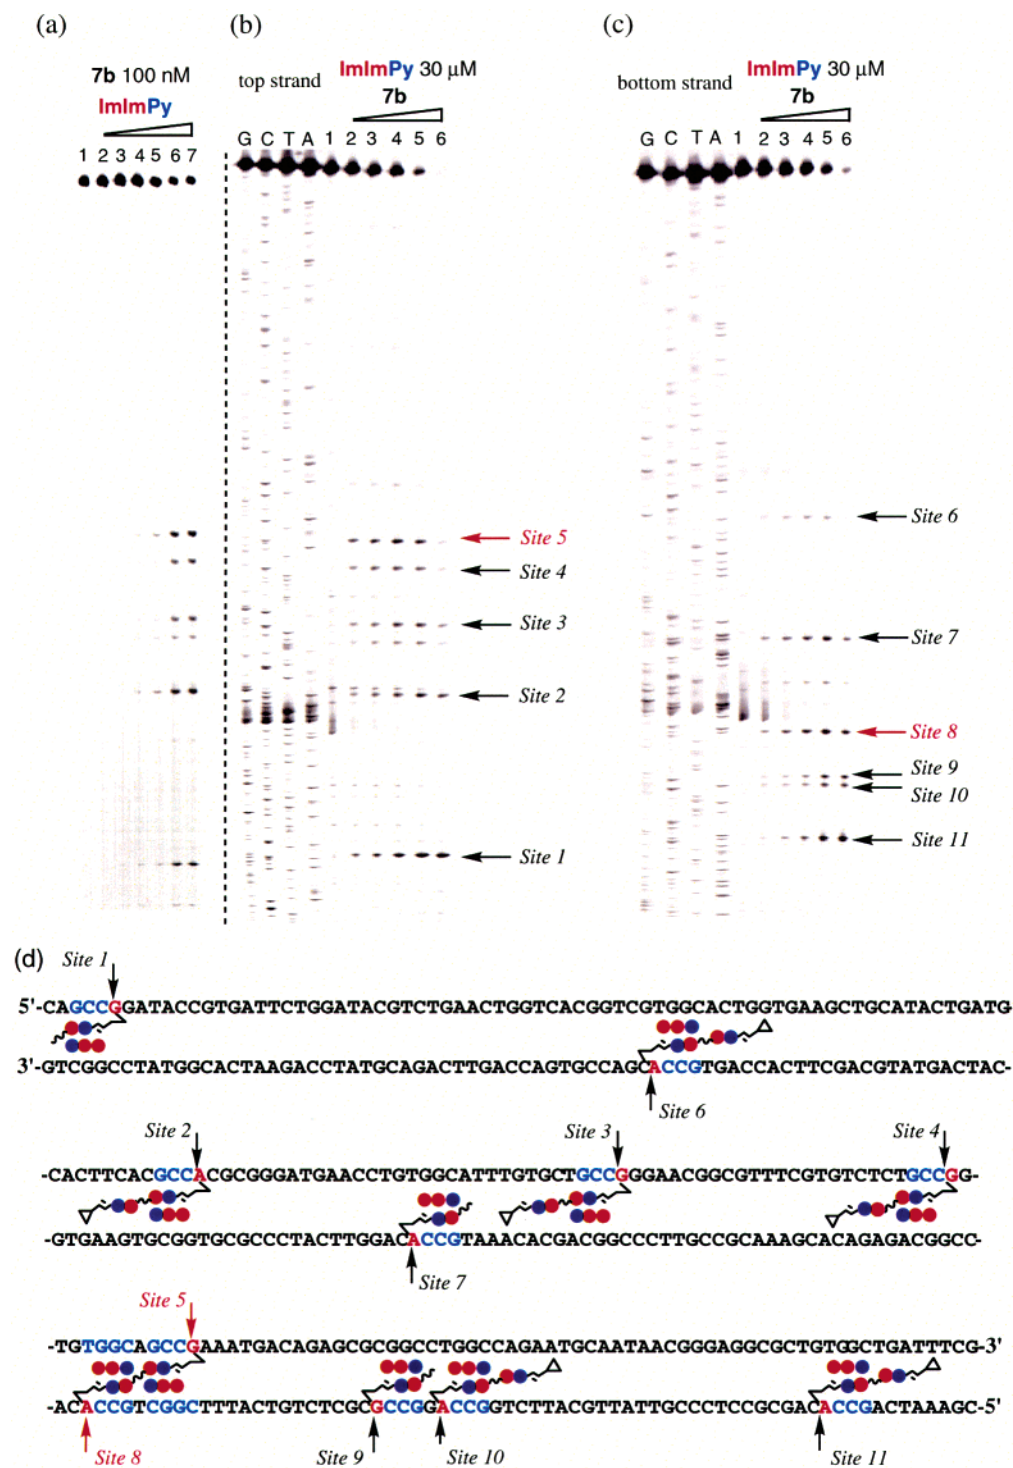 (a)
(b)
(c)
7b 100 nM
ImImPy
1 2 3 4 5 6 7
top strand
ImImPy 30 µM
7b
G C T A 1 2 3 4 5 6
bottom strand
ImImPy 30 µM
7b
G C T A 1 2 3 4 5 6
Site 5
Site 4
Site 3
Site 2
Site 1
Site 6
Site 7
Site 8
Site 9
Site 10
Site 11
(d)
Site 1
5'-CAGCCGGATACCGTGATTCTGGATACGTCTGAACTGGTCACGGTCGTGGCACTGGTGAAGCTGCATACTGATG-
3'-GTCGGCCTATGGCACTAAGACCTATGCAGACTTGACCAGTGCCAGCACCGTGACCACTTCGACGTATGACTAC-
Site 6
Site 2 Site 3 Site 4
-CACTTCACGCCACGCGGGATGAACCTGTGGCATTTGTGCTGCCGGGAACGGCGTTTCGTGTCTCTGCCGG-
-GTGAAGTGCGGTGCGCCCTACTTGGACACCGTAAACACGACGGCCCTTGCCGCAAAGCACAGAGACGGCC-
Site 7
Site 5
-TGTGGCAGCCGAAATGACAGAGCGCGGCCTGGCCAGAATGCAATAACGGGAGGCGCTGTGGCTGATTTCG-3'
-ACACCGTCGGCTTTACTGTCTCGCGCCGGACCGGTCTTACGTTATTGCCCTCCGCGACACCGACTAAAGC-5'
Site 8 Site 9 Site 10 Site 11